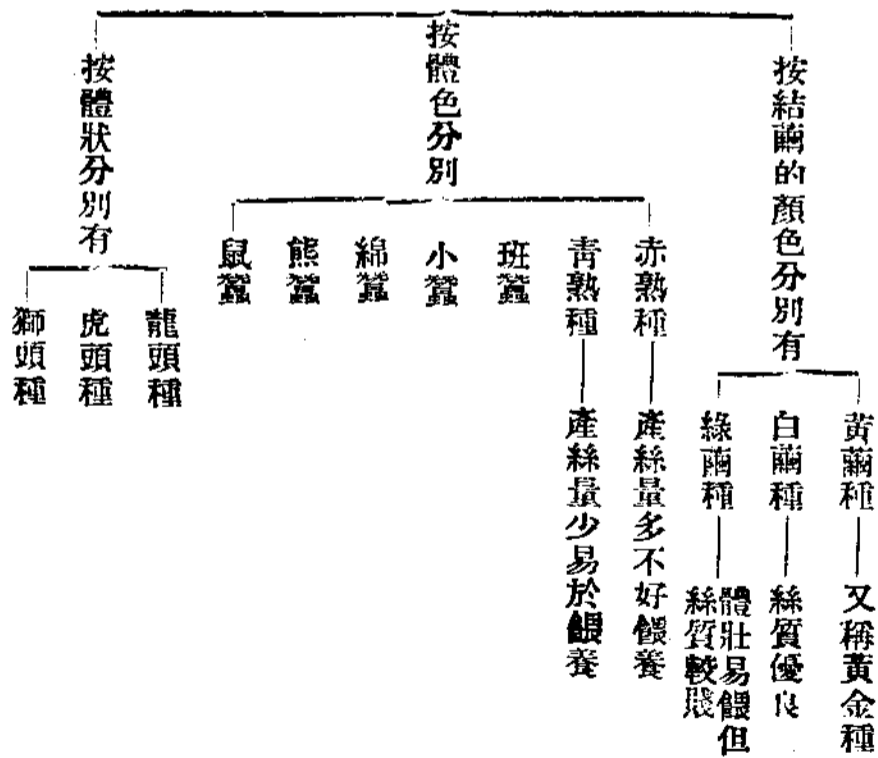 按結繭的顏色分別有
黃繭種
又稱黃金種
白繭種
絲質優良
綠繭種
體壯易餵但
絲質較賤
按體色分別
赤熟種
產絲量多不好餵養
青熟種
產絲量少易於餵養
班蠶
小蠶
綿蠶
熊蠶
鼠蠶
按體狀分別有
龍頭種
虎頭種
獅頭種